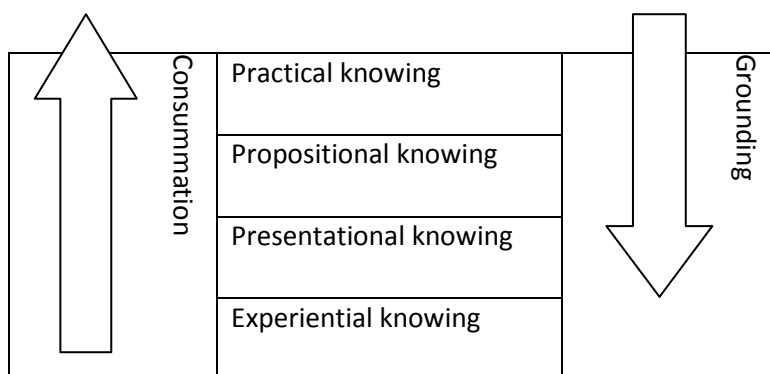 Consummation
Practical knowing
Propositional knowing
Presentational knowing
Experiential knowing
Grounding